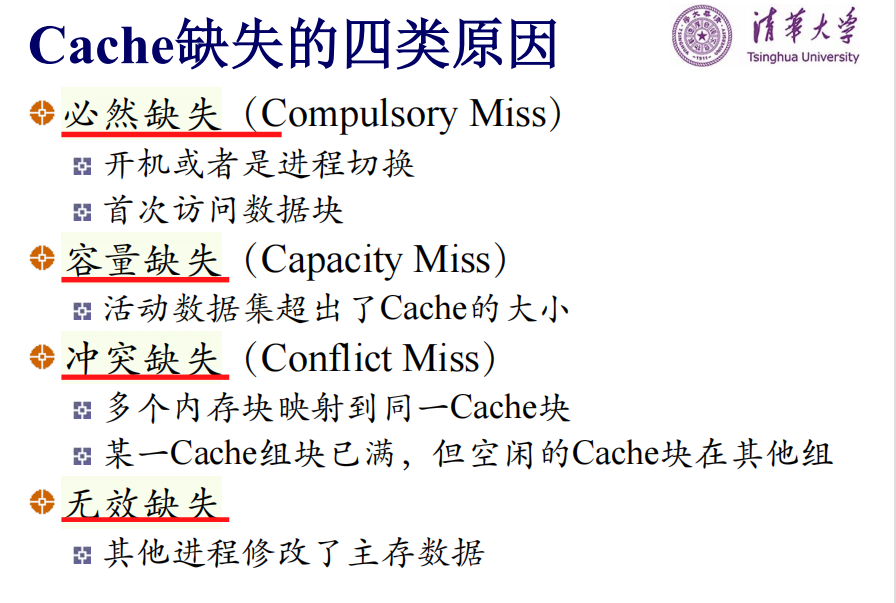 Cache缺失的四类原因
清華大学
Tsinghua University
必然缺失（Compulsory Miss）
开机或者是进程切换
首次访问数据块
容量缺失（Capacity Miss）
活动数据集超出了Cache的大小
冲突缺失（Conflict Miss）
多个内存块映射到同一Cache块
某一Cache组块已满，但空闲的Cache块在其他组
无效缺失
其他进程修改了主存数据